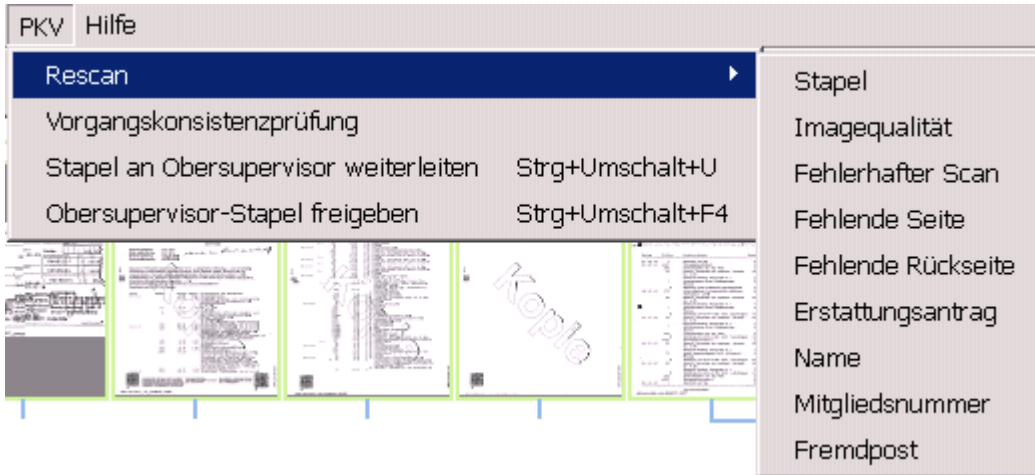 PKV Hilfe
Rescan
Vorgangskonsistenzprüfung
Stapel an Obersupervisor weiterleiten Strg+Umschalt+U
Obersupervisor-Stapel freigeben Strg+Umschalt+F4
Stapel
Imagequalität
Fehlerhafter Scan
Fehlende Seite
Fehlende Rückseite
Erstattungsantrag
Name
Mitgliedsnummer
Fremdpost
Kopie